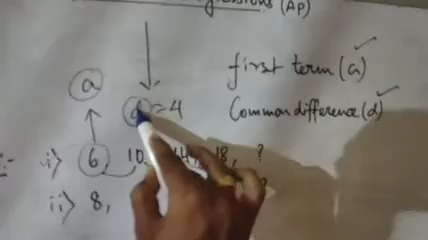 (AP)
first term (a)
a
d = 4
Common difference (d)
i) 6 10, 14, 18, ?
ii) 8,
?